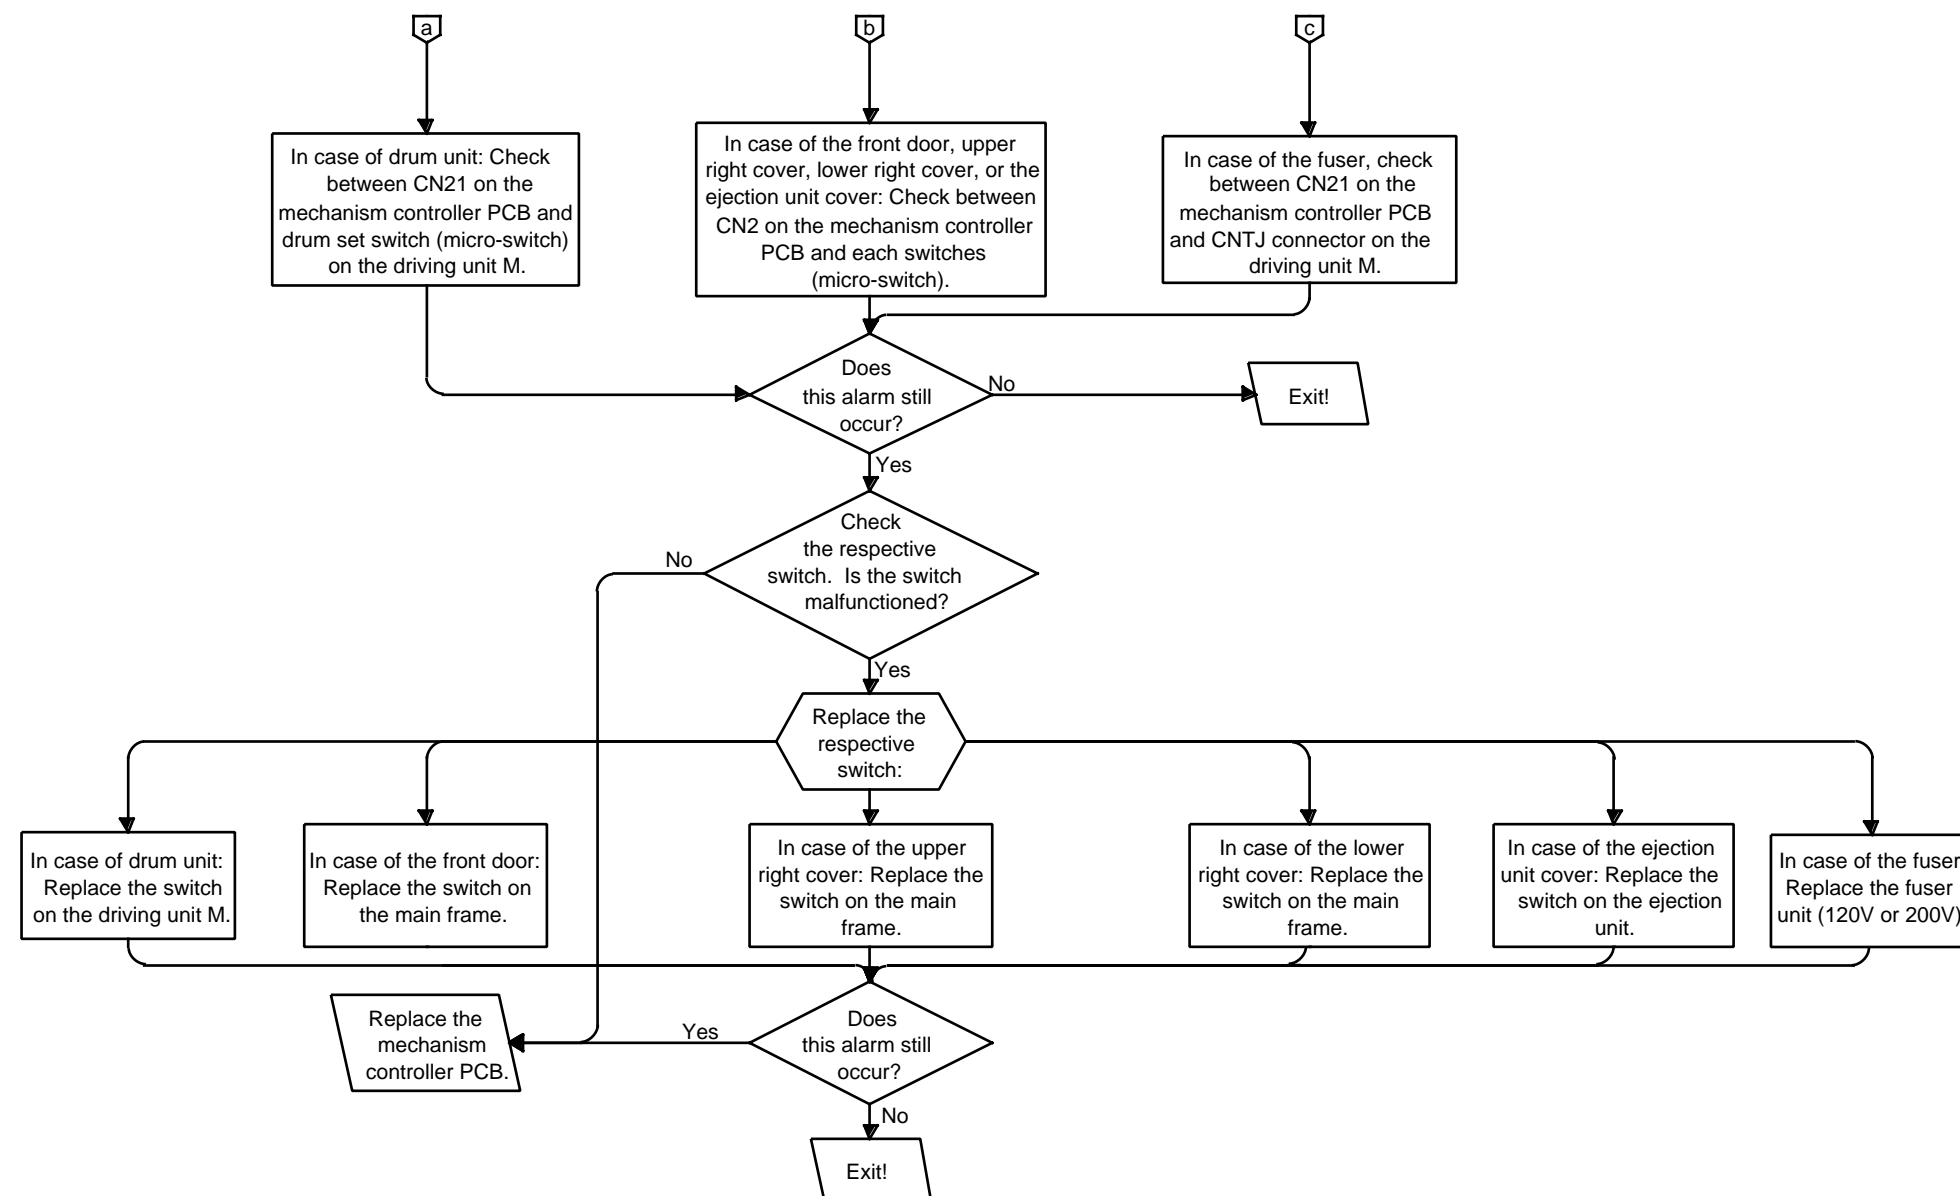 a
b
c
In case of drum unit: Check
between CN21 on the
mechanism controller PCB and
drum set switch (micro-switch)
on the driving unit M.
In case of the front door, upper
right cover, lower right cover, or the
ejection unit cover: Check between
CN2 on the mechanism controller
PCB and each switches
(micro-switch).
In case of the fuser, check
between CN21 on the
mechanism controller PCB
and CNTJ connector on the
driving unit M.
Does
this alarm still
occur?
No
Exit!
Yes
Check
the respective
switch.  Is the switch
malfunctioned?
No
Yes
Replace the
respective
switch:
In case of drum unit:
Replace the switch
on the driving unit M.
In case of the front door:
Replace the switch on
the main frame.
In case of the upper
right cover: Replace the
switch on the main
frame.
In case of the lower
right cover: Replace the
switch on the main
frame.
In case of the ejection
unit cover: Replace the
switch on the ejection
unit.
In case of the fuser
Replace the fuser
unit (120V or 200V)
Replace the
mechanism
controller PCB.
Yes
Does
this alarm still
occur?
No
Exit!